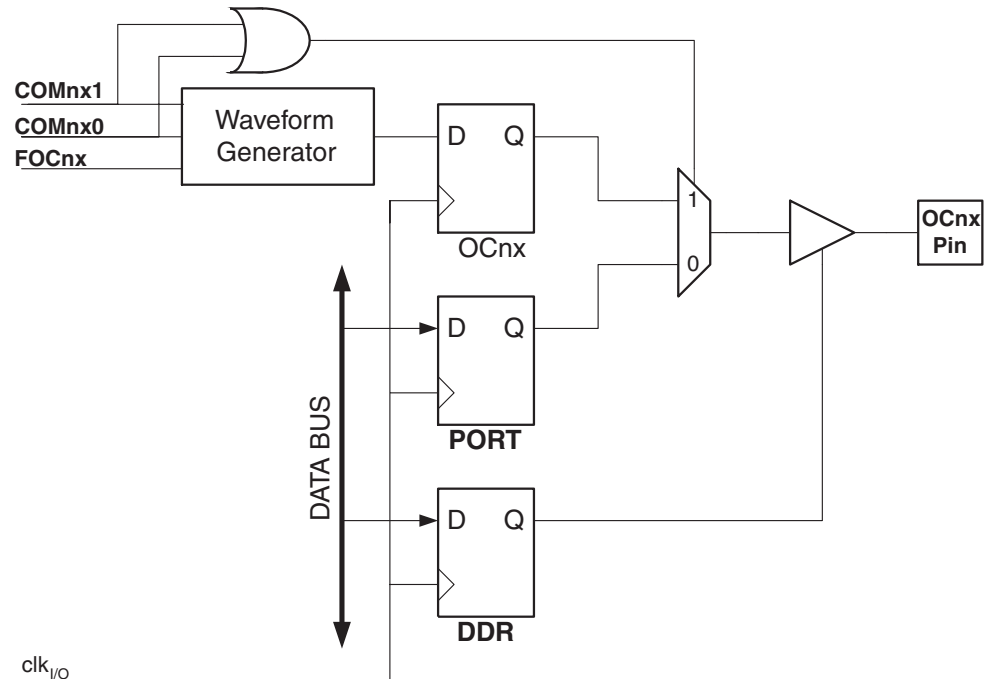 COMnx1
COMnx0
FOCnx
Waveform
Generator
D Q
OCnx
1
0
OCnx
Pin
DATA BUS
D Q
PORT
D Q
DDR
clkI/O